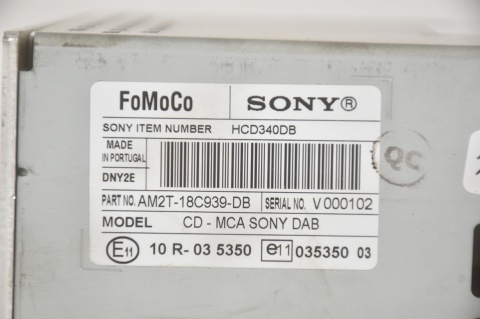 FoMoCo SONY®
SONY ITEM NUMBER HCD340DB
MADE
IN PORTUGAL
DNY2E
PART NO. AM2T-18C939-DB SERIAL NO. V 000102
MODEL CD - MCA SONY DAB
E11 10 R- 03 5350 e11 035350 03
QC